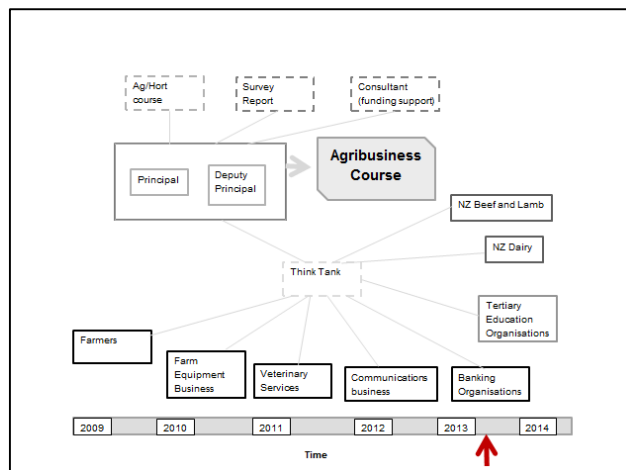 Ag/Hort
course
Survey
Report
Consultant
(funding support)
Principal
Deputy
Principal
Agribusiness
Course
NZ Beef and Lamb
NZ Dairy
Think Tank
Tertiary
Education
Organisations
Farmers
Farm
Equipment
Business
Veterinary
Services
Communications
business
Banking
Organisations
2009
2010
2011
2012
2013
2014
Time